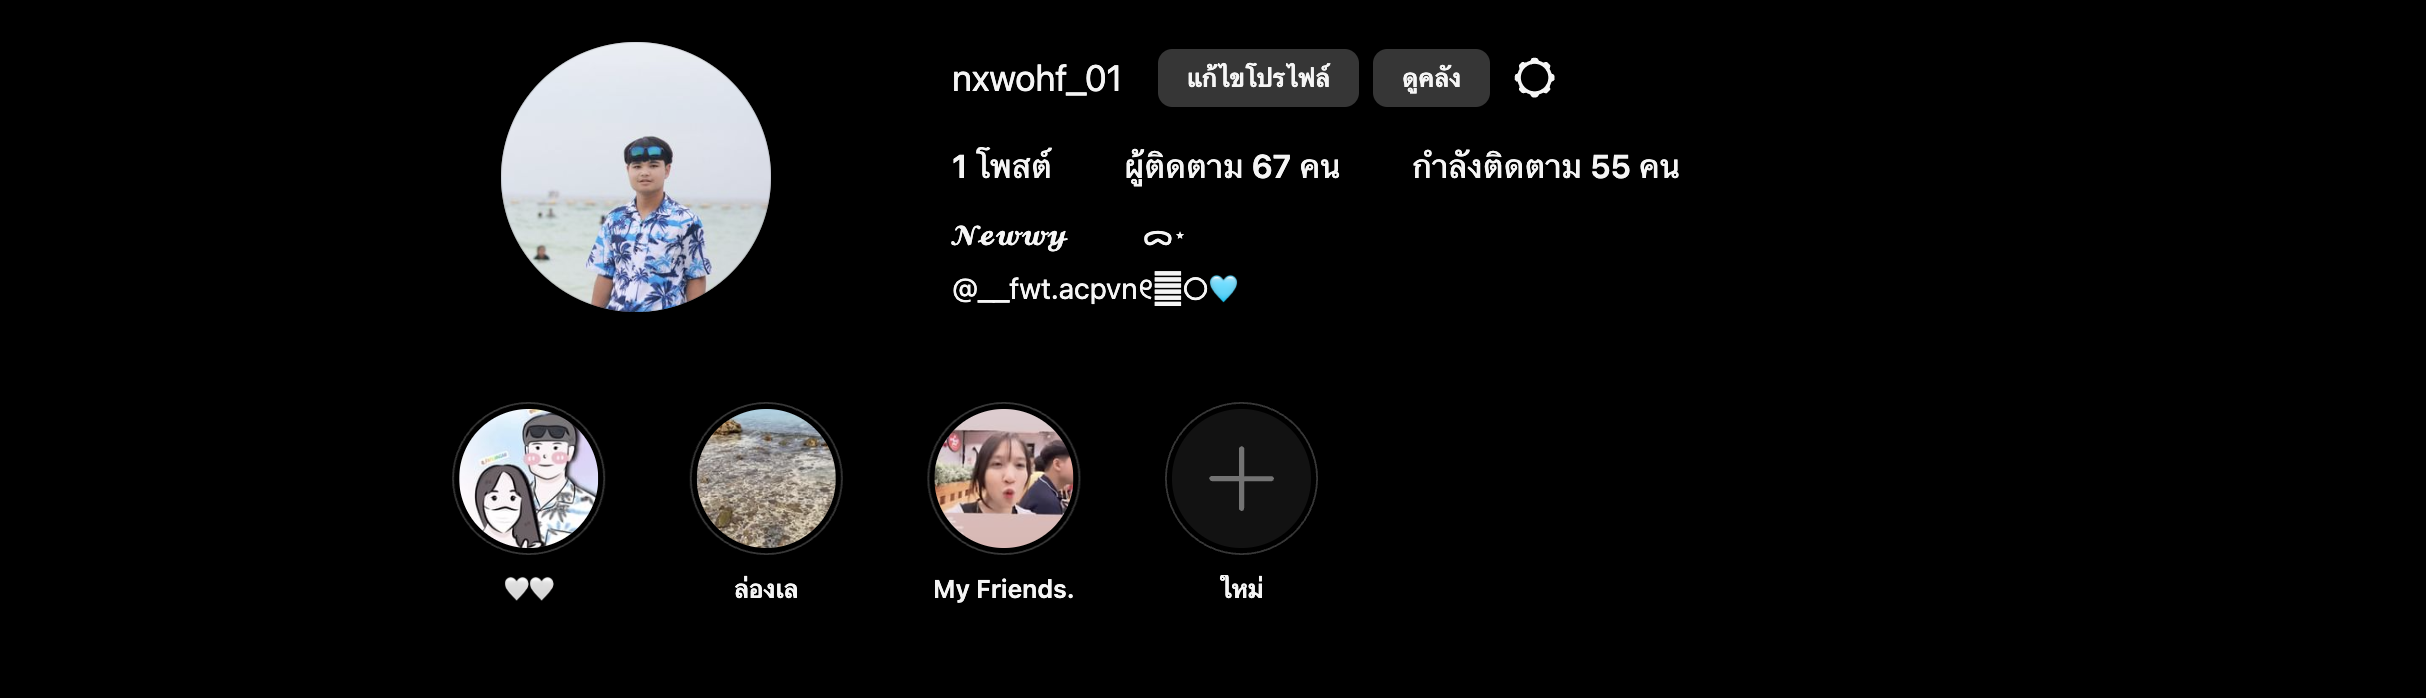 nxwohf_01 แก้ไขโปรไฟล์ ดูคลัง
1 โพสต์ ผู้ติดตาม 67 คน กำลังติดตาม 55 คน
𝓝𝓮𝔀𝔀𝔂 ᯅ⋆
@__fwt.acpvn୧䷀○🩵
🤍🤍 ล่องเล My Friends. ใหม่